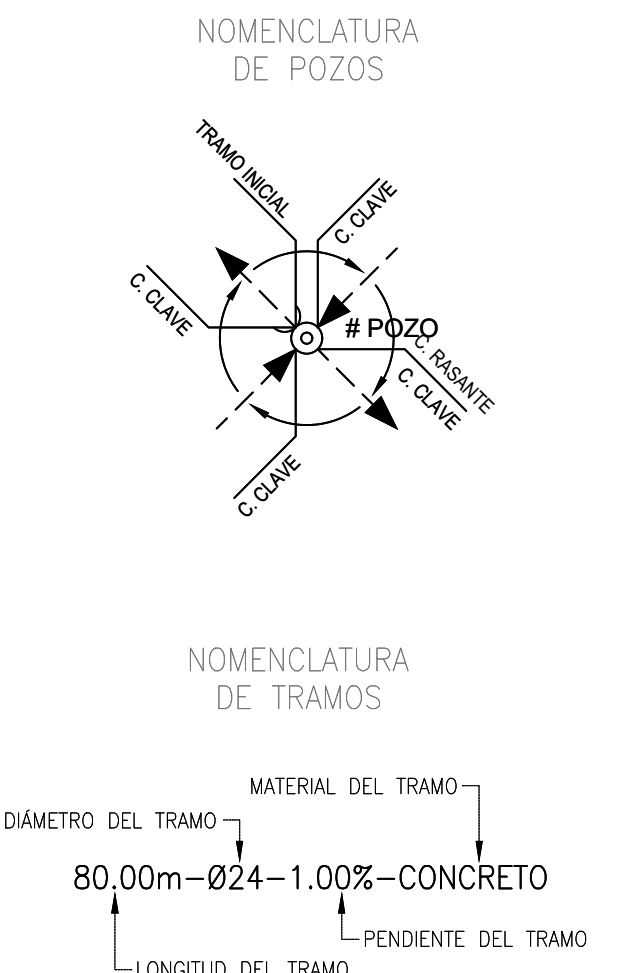 NOMENCLATURA
DE POZOS
TRAMO INICIAL
C. CLAVE
C. CLAVE
# POZO
C. RASANTE
C. CLAVE
C. CLAVE
NOMENCLATURA
DE TRAMOS
MATERIAL DEL TRAMO
DIÁMETRO DEL TRAMO
80.00m-Ø24-1.00%-CONCRETO
PENDIENTE DEL TRAMO
LONGITUD DEL TRAMO